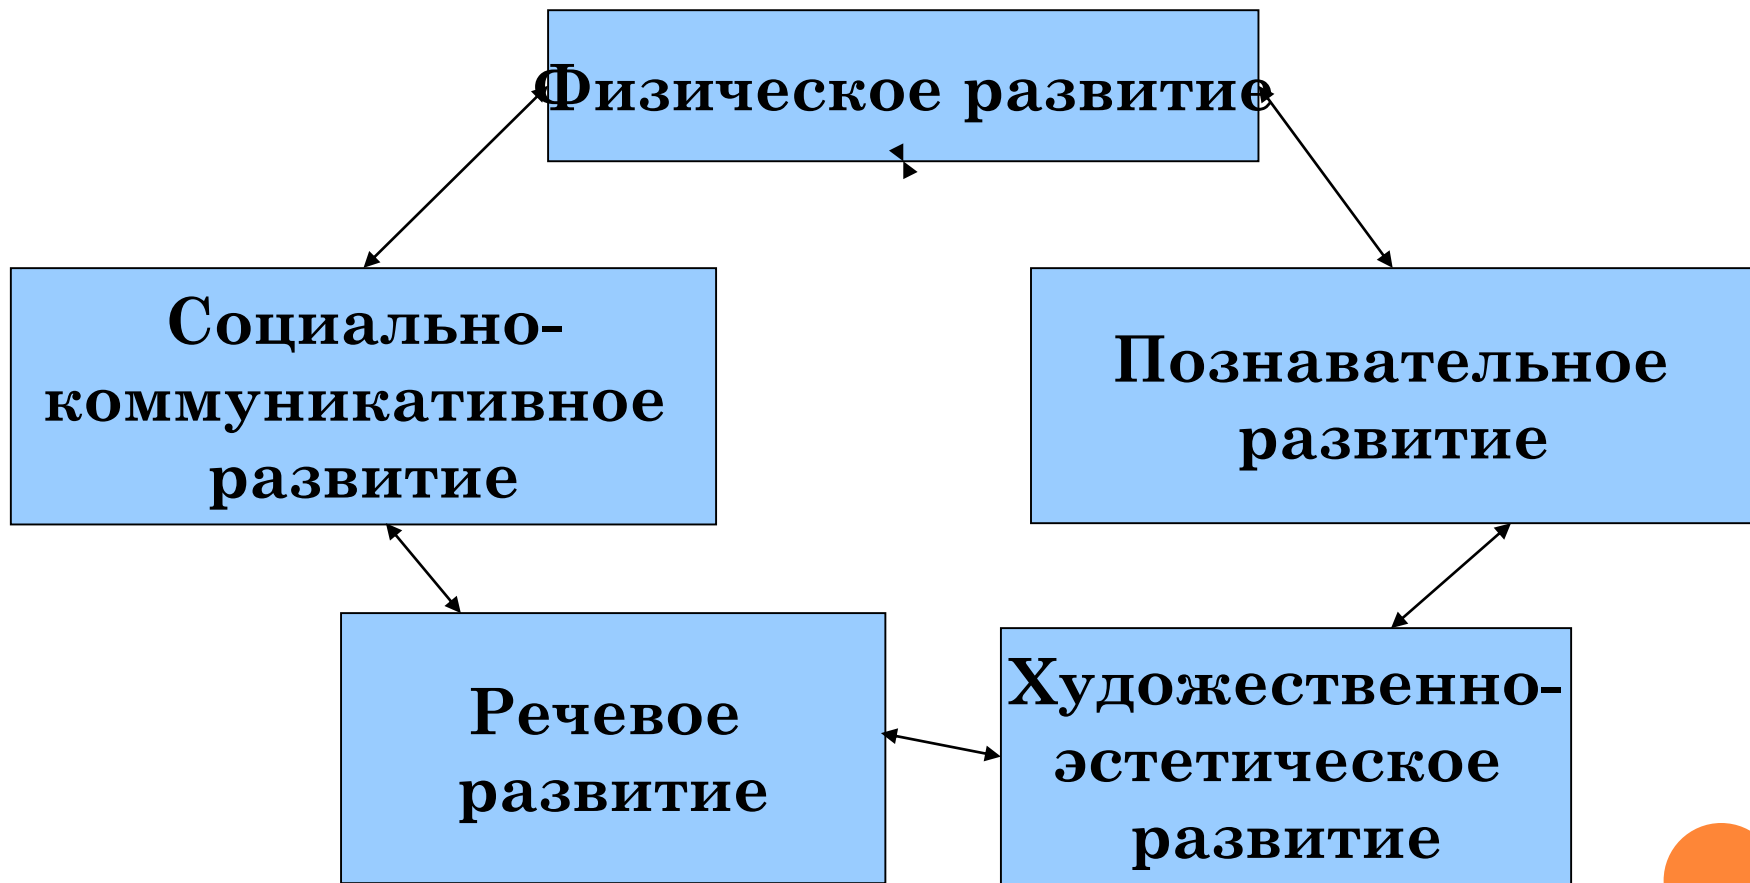 Физическое развитие
Социально-
коммуникативное
развитие
Познавательное
развитие
Речевое
развитие
Художественно-
эстетическое
развитие